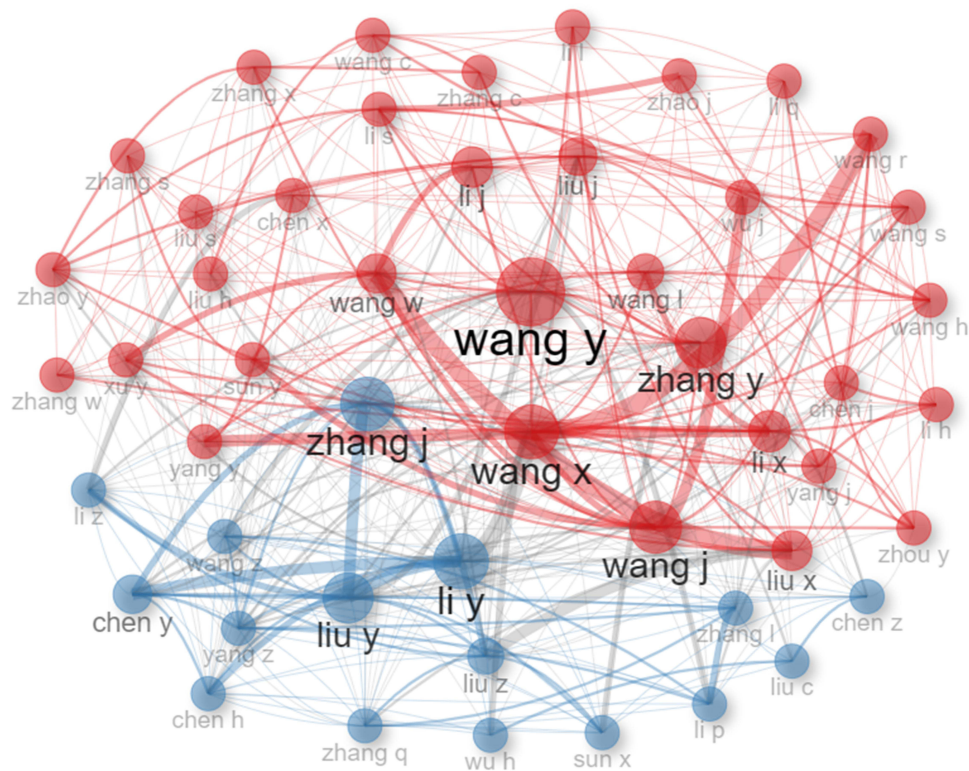 li l
wang c
zhang x
zhang c
zhao j
li q
li s
wang r
zhang s
li j
liu j
chen x
wu j
liu s
wang s
zhao y
liu h
wang w
wang l
wang h
wang y
zhang y
xu y
sun y
zhang w
chen j
li h
zhang j
yang y
wang x
li x
yang j
li z
wang z
wang j
liu x
zhou y
li y
chen y
liu y
zhang l
chen z
yang z
liu z
liu c
chen h
li p
zhang q
wu h
sun x